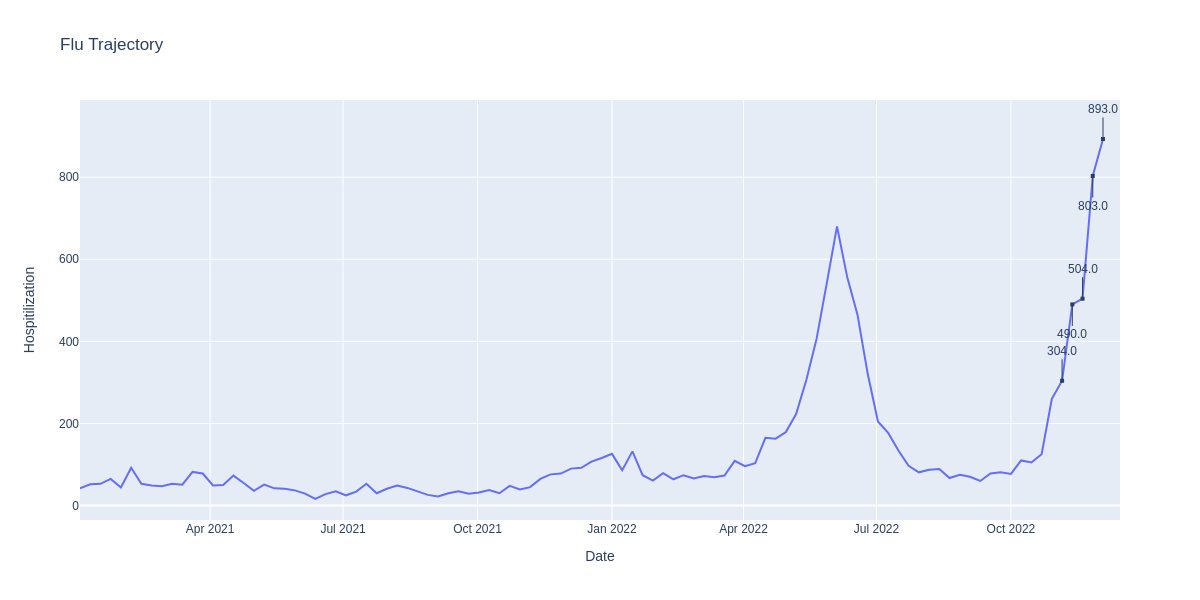 Flu Trajectory
893.0
800
803.0
600
504.0
400
490.0
304.0
200
0
Hospitilization
Apr 2021
Jul 2021
Oct 2021
Jan 2022
Apr 2022
Jul 2022
Oct 2022
Date